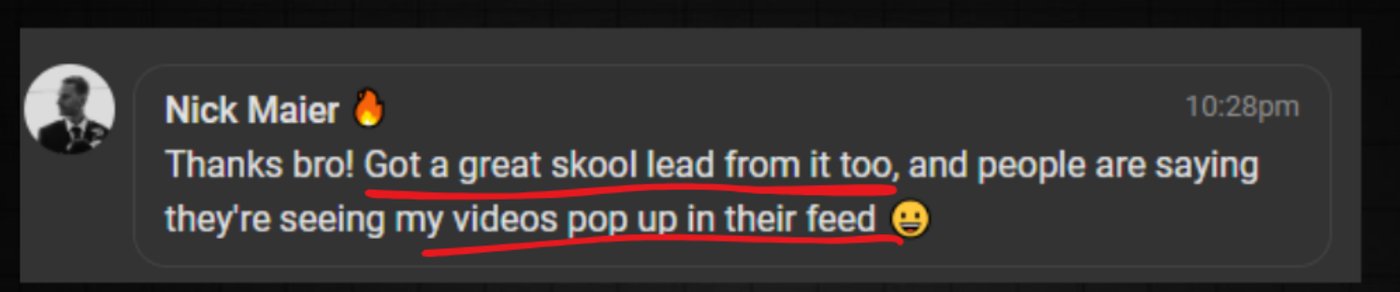 Nick Maier 🔥
10:28pm
Thanks bro! Got a great skool lead from it too, and people are saying
they're seeing my videos pop up in their feed 😀